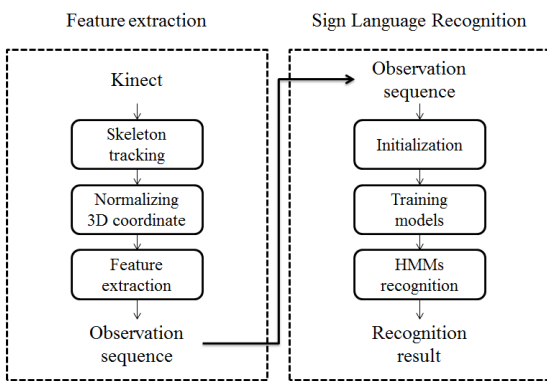 Feature extraction
Kinect
Skeleton
tracking
Normalizing
3D coordinate
Feature
extraction
Observation
sequence
Sign Language Recognition
Observation
sequence
Initialization
Training
models
HMMs
recognition
Recognition
result